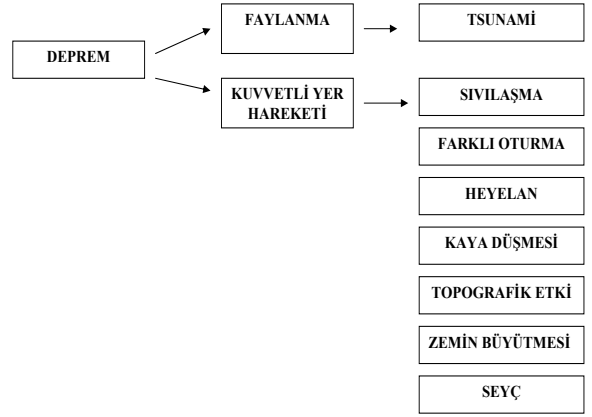 DEPREM
FAYLANMA
TSUNAMİ
KUVVETLİ YER
HAREKETİ
SIVILAŞMA
FARKLI OTURMA
HEYELAN
KAYA DÜŞMESİ
TOPOGRAFİK ETKİ
ZEMİN BÜYÜTMESİ
SEYÇ